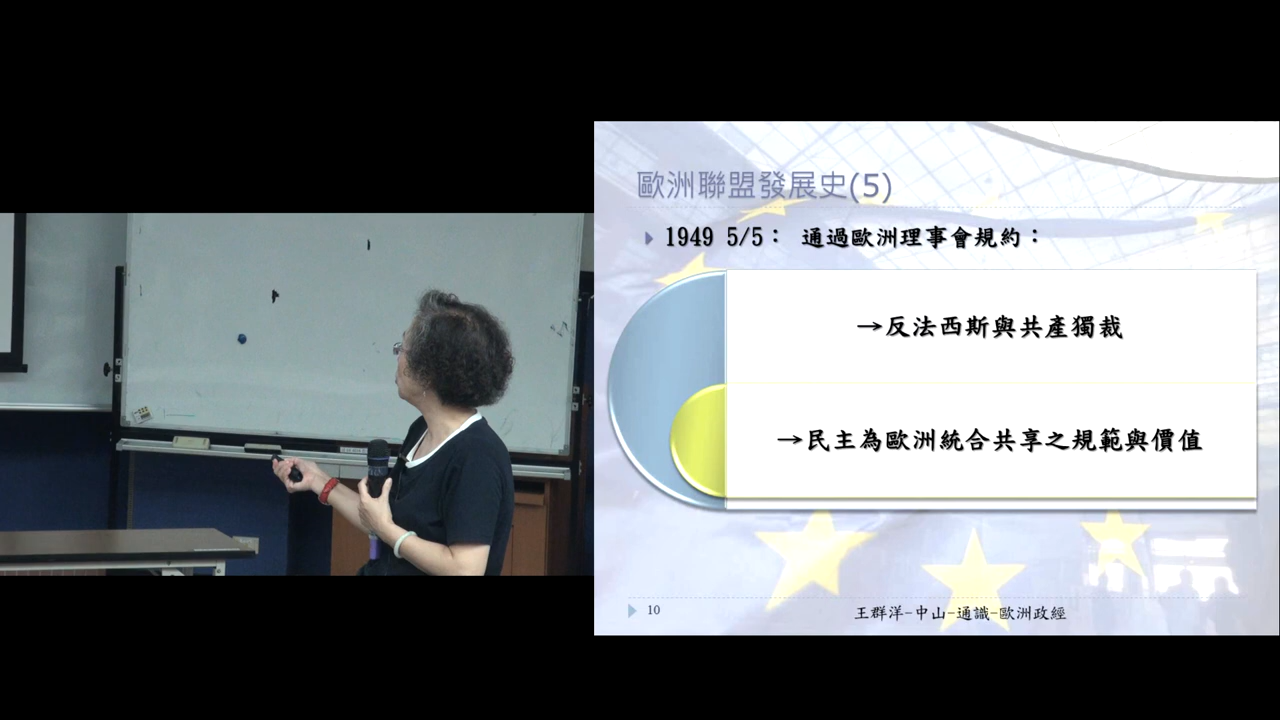 歐洲聯盟發展史(5)
1949 5/5： 通過歐洲理事會規約：
→反法西斯與共產獨裁
→民主為歐洲統合共享之規範與價值
10
王群洋-中山-通識-歐洲政經